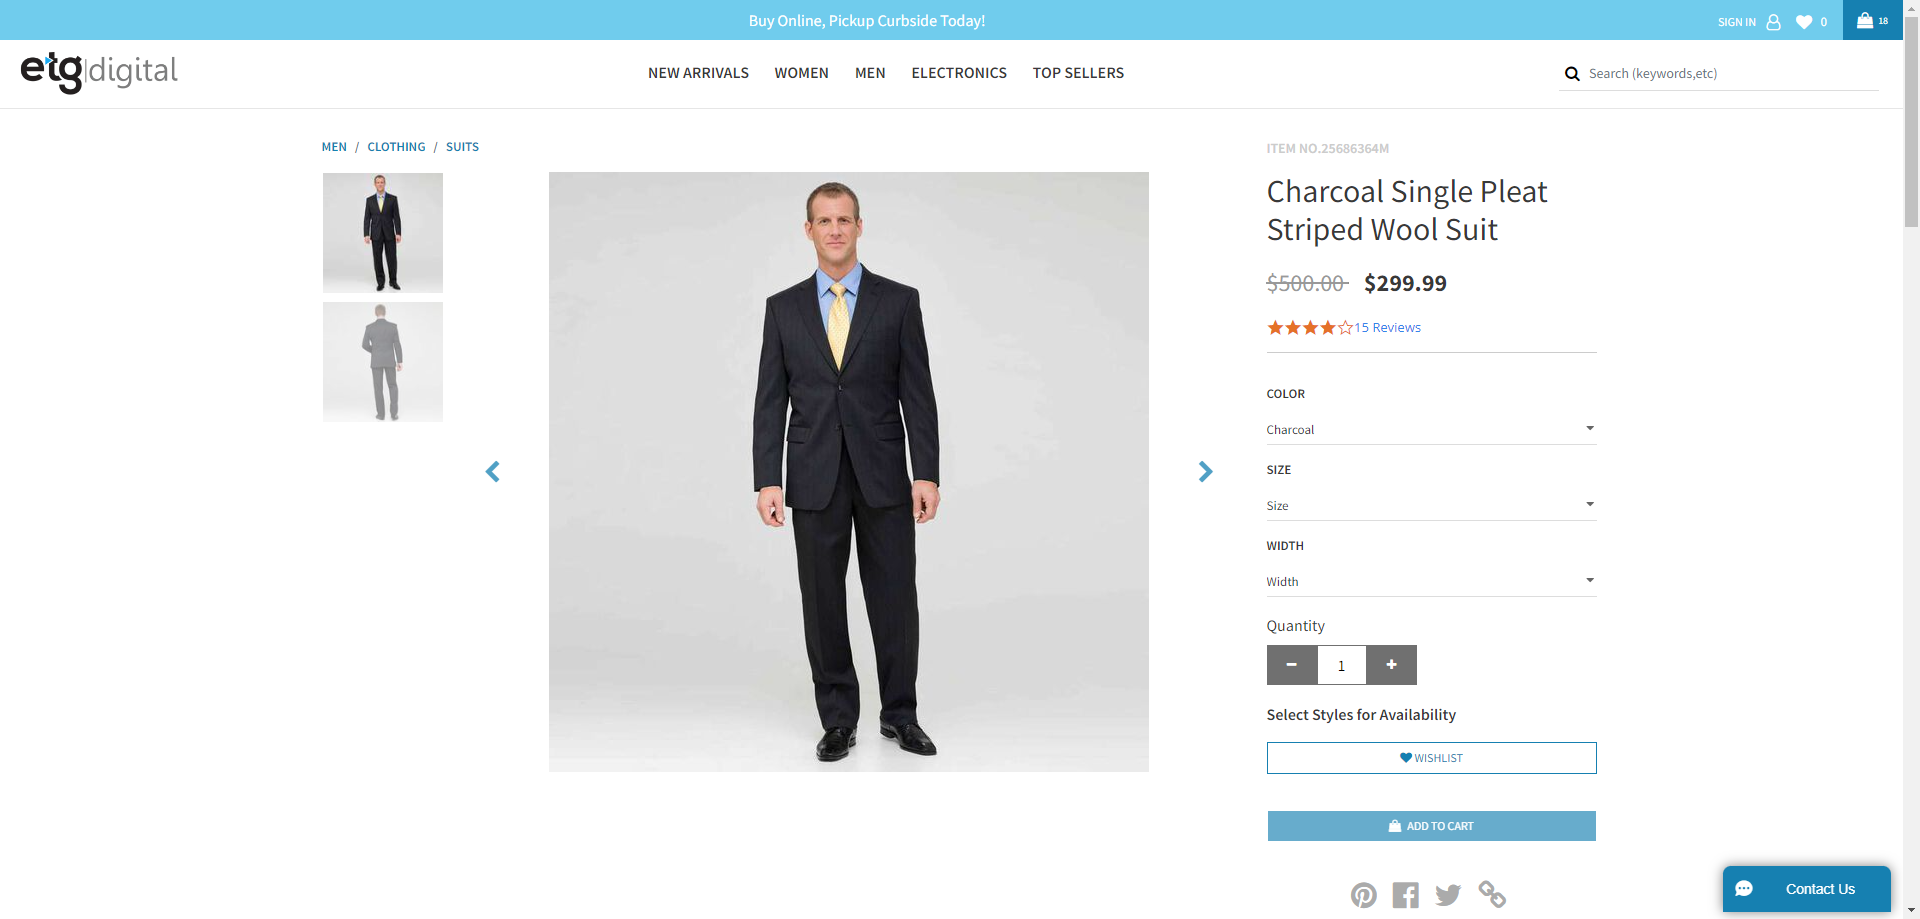 Buy Online, Pickup Curbside Today!
SIGN IN
0
18
etg|digital
NEW ARRIVALS
WOMEN
MEN
ELECTRONICS
TOP SELLERS
Search (keywords,etc)
MEN / CLOTHING / SUITS
ITEM NO.25686364M
Charcoal Single Pleat
Striped Wool Suit
$500.00 $299.99
15 Reviews
COLOR
Charcoal
SIZE
Size
WIDTH
Width
Quantity
1
Select Styles for Availability
WISHLIST
ADD TO CART
Contact Us